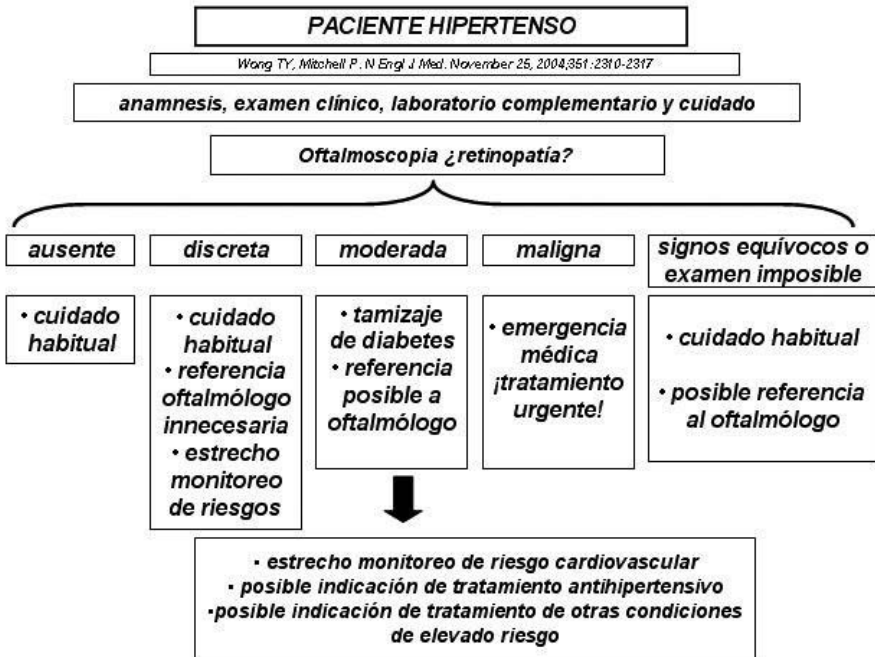 PACIENTE HIPERTENSO
Wong TY, Mitchell P. N Engl J Med. November 25, 2004;351:2310-2317
anamnesis, examen clínico, laboratorio complementario y cuidado
Oftalmoscopia ¿retinopatía?
ausente
discreta
moderada
maligna
signos equívocos o
examen imposible
• cuidado
habitual
• cuidado
habitual
• referencia
oftalmólogo
innecesaria
• estrecho
monitoreo
de riesgos
• tamizaje
de diabetes
• referencia
posible a
oftalmólogo
• emergencia
médica
¡tratamiento
urgente!
• cuidado habitual
• posible referencia
al oftalmólogo
▪ estrecho monitoreo de riesgo cardiovascular
▪ posible indicación de tratamiento antihipertensivo
▪posible indicación de tratamiento de otras condiciones
de elevado riesgo